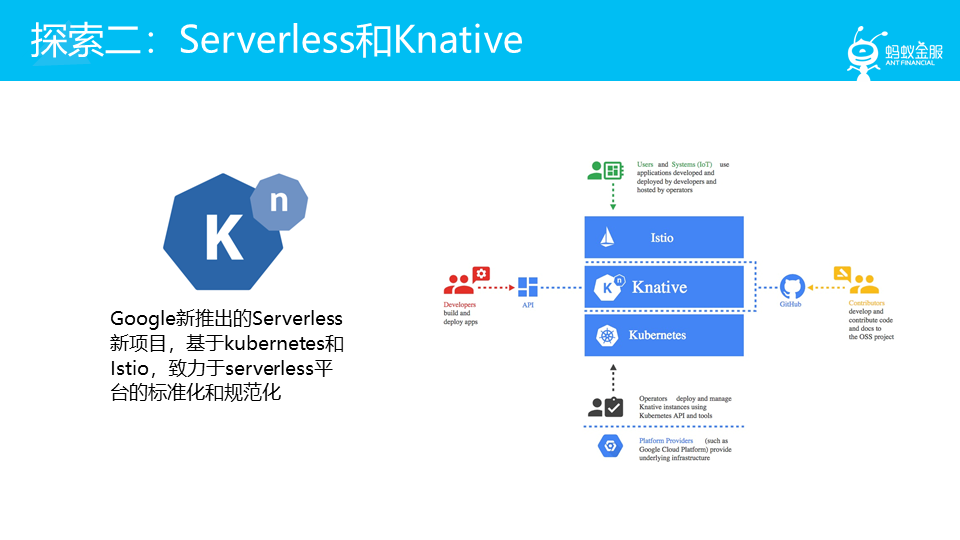 探索二：Serverless和Knative
蚂蚁金服
ANT FINANCIAL
K n
Google新推出的Serverless
新项目，基于kubernetes和
Istio，致力于serverless平
台的标准化和规范化
Users and Systems (IoT) use
applications developed and
deployed by developers and
hosted by operators
Istio
K n
Knative
Kubernetes
Developers
build and
deploy apps
API
GitHub
Contributors
develop and
contribute code
and docs to
the OSS project
Operators deploy and manage
Knative instances using
Kubernetes API and tools
Platform Providers (such as
Google Cloud Platform) provide
underlying infrastructure